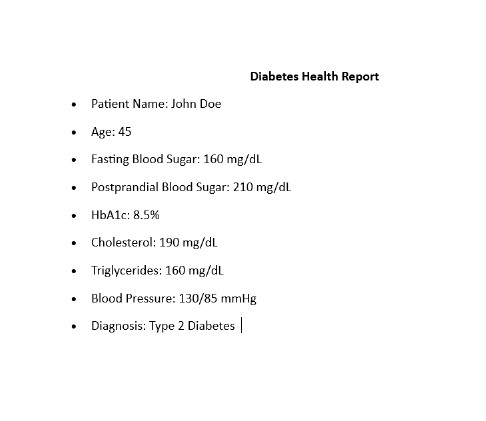 Diabetes Health Report
• Patient Name: John Doe
• Age: 45
• Fasting Blood Sugar: 160 mg/dL
• Postprandial Blood Sugar: 210 mg/dL
• HbA1c: 8.5%
• Cholesterol: 190 mg/dL
• Triglycerides: 160 mg/dL
• Blood Pressure: 130/85 mmHg
• Diagnosis: Type 2 Diabetes